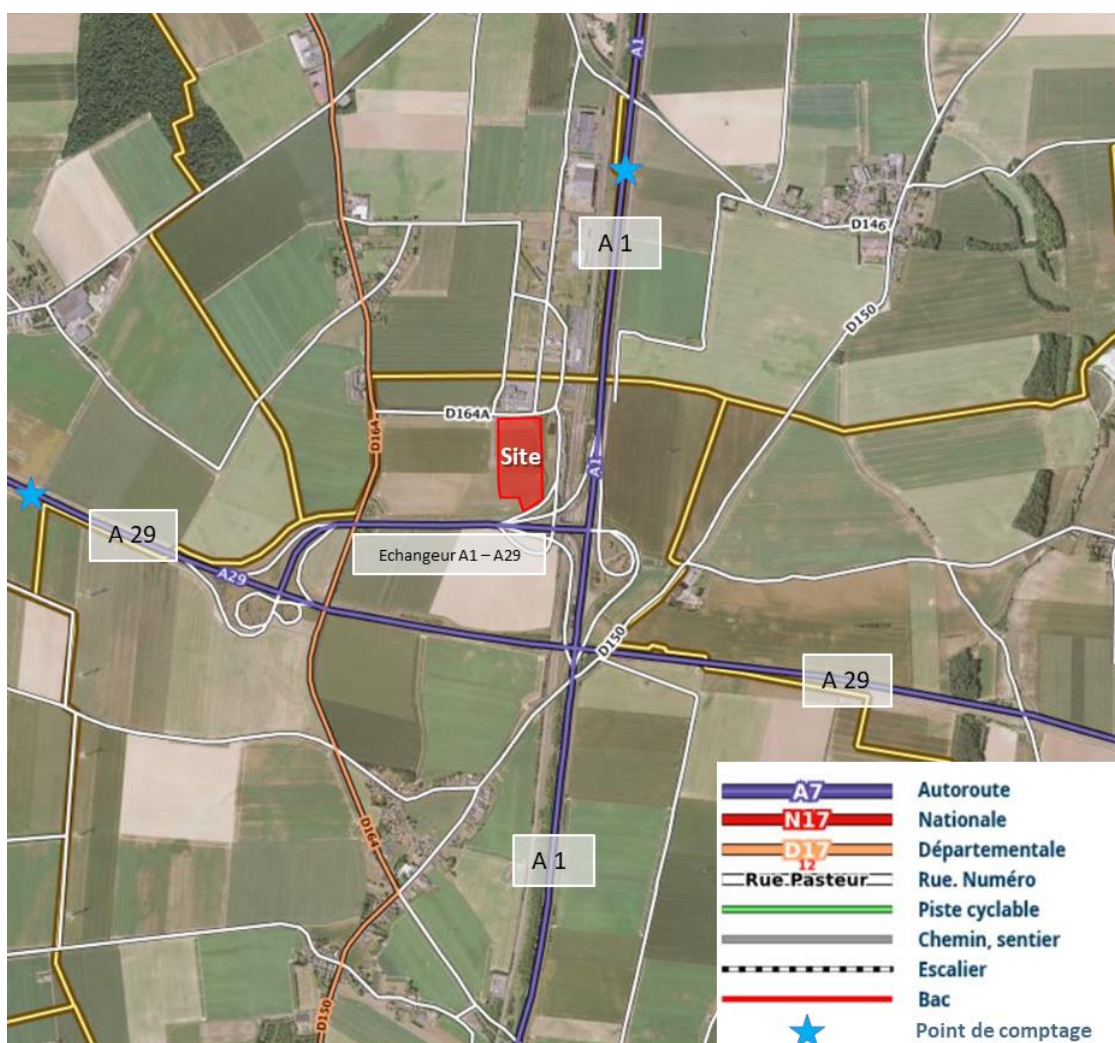 A1
A 1
D146
D150
D164A
D164
Site
A1
A 29
Echangeur A1 – A29
A29
D150
A 29
D164
A 1
D150
A7 Autoroute
N17 Nationale
D17 Départementale
12
Rue.Pasteur Rue. Numéro
Piste cyclable
Chemin, sentier
Escalier
Bac
Point de comptage